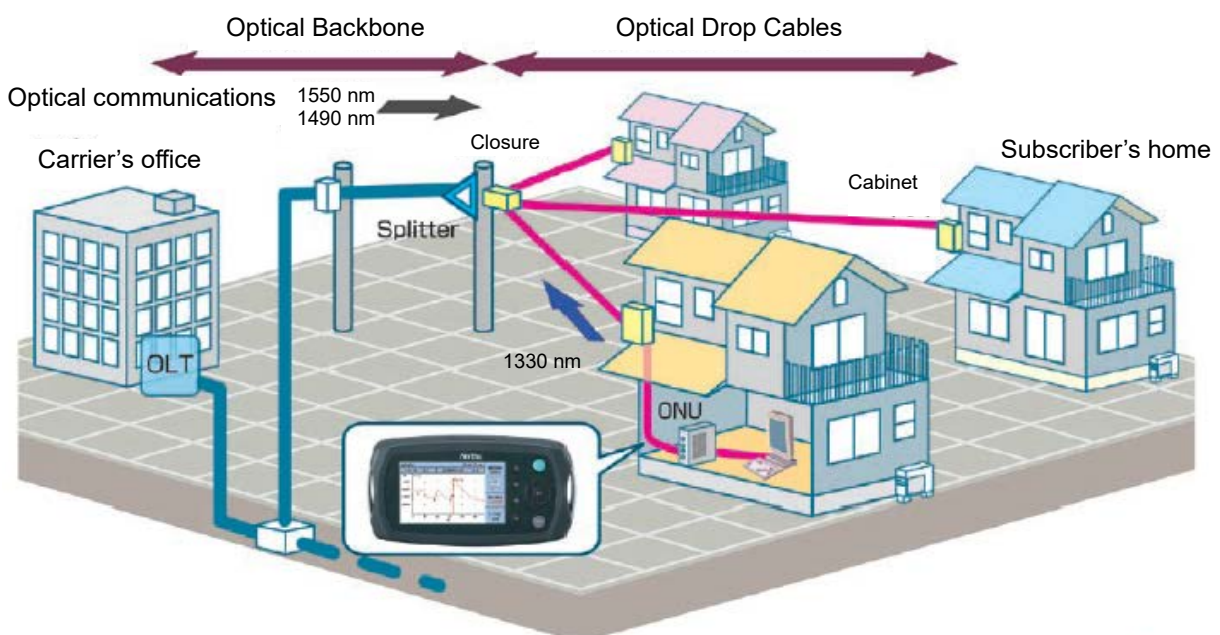 Optical Backbone
Optical Drop Cables
Optical communications
1550 nm
1490 nm
Closure
Carrier's office
Subscriber's home
Cabinet
Splitter
1330 nm
OLT
ONU